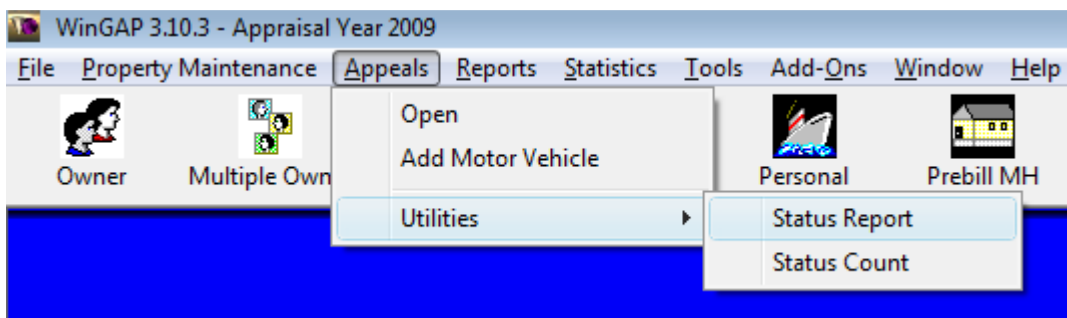 WinGAP 3.10.3 - Appraisal Year 2009
File Property Maintenance Appeals Reports Statistics Tools Add-Ons Window Help
Open
Add Motor Vehicle
Owner Multiple Own Personal Prebill MH
Utilities Status Report
Status Count